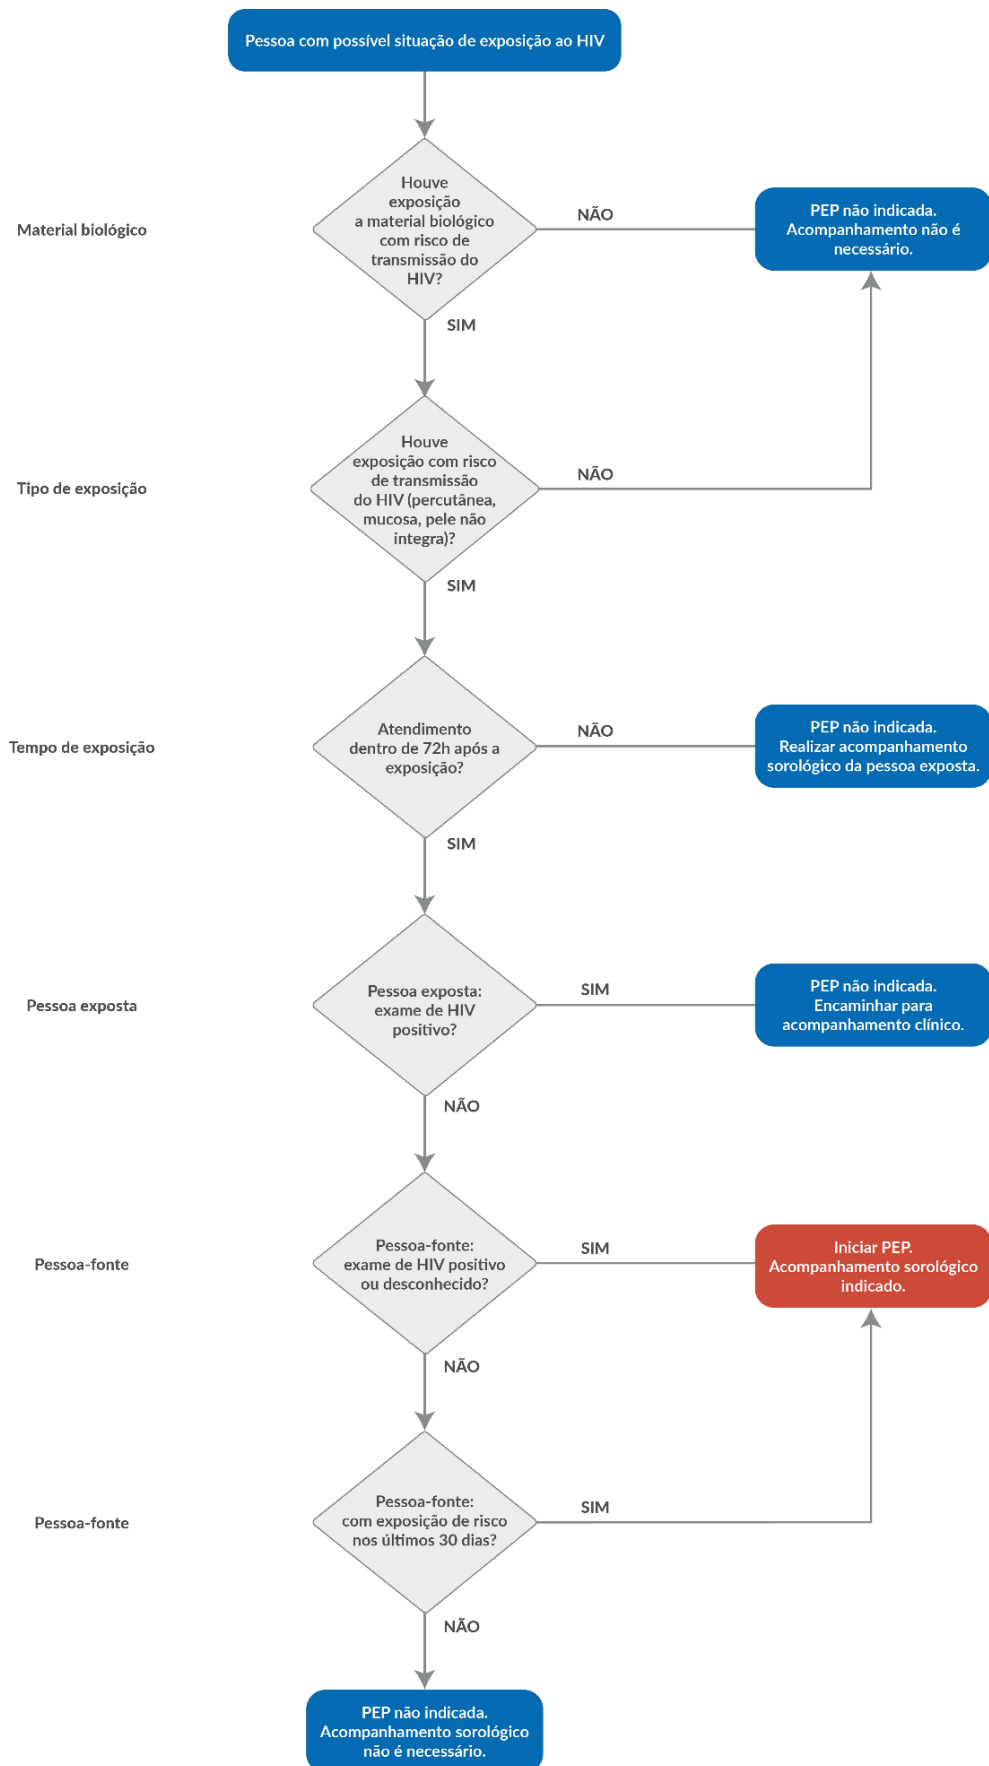 Pessoa com possível situação de exposição ao HIV
Material biológico
Houve
exposição
a material biológico
com risco de
transmissão do
HIV?
NÃO
PEP não indicada.
Acompanhamento não é
necessário.
SIM
Tipo de exposição
Houve
exposição com risco
de transmissão
do HIV (percutânea,
mucosa, pele não
integra)?
NÃO
SIM
Tempo de exposição
Atendimento
dentro de 72h após a
exposição?
NÃO
PEP não indicada.
Realizar acompanhamento
sorológico da pessoa exposta.
SIM
Pessoa exposta
Pessoa exposta:
exame de HIV
positivo?
SIM
PEP não indicada.
Encaminhar para
acompanhamento clínico.
NÃO
Pessoa-fonte
Pessoa-fonte:
exame de HIV positivo
ou desconhecido?
SIM
Iniciar PEP.
Acompanhamento sorológico
indicado.
NÃO
Pessoa-fonte
Pessoa-fonte:
com exposição de risco
nos últimos 30 dias?
SIM
NÃO
PEP não indicada.
Acompanhamento sorológico
não é necessário.